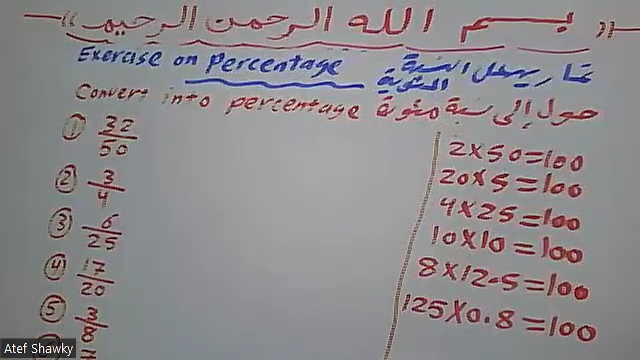 «بسم الله الرحمن الرحيم»
Exercise on Percentage تمارين على النسبة المئوية
Convert into percentage حول إلى نسبة مئوية
① 32/50
② 3/4
③ 6/25
④ 17/20
⑤ 3/8
2×50=100
20×5=100
4×25=100
10×10=100
8×12.5=100
125×0.8=100
Atef Shawky